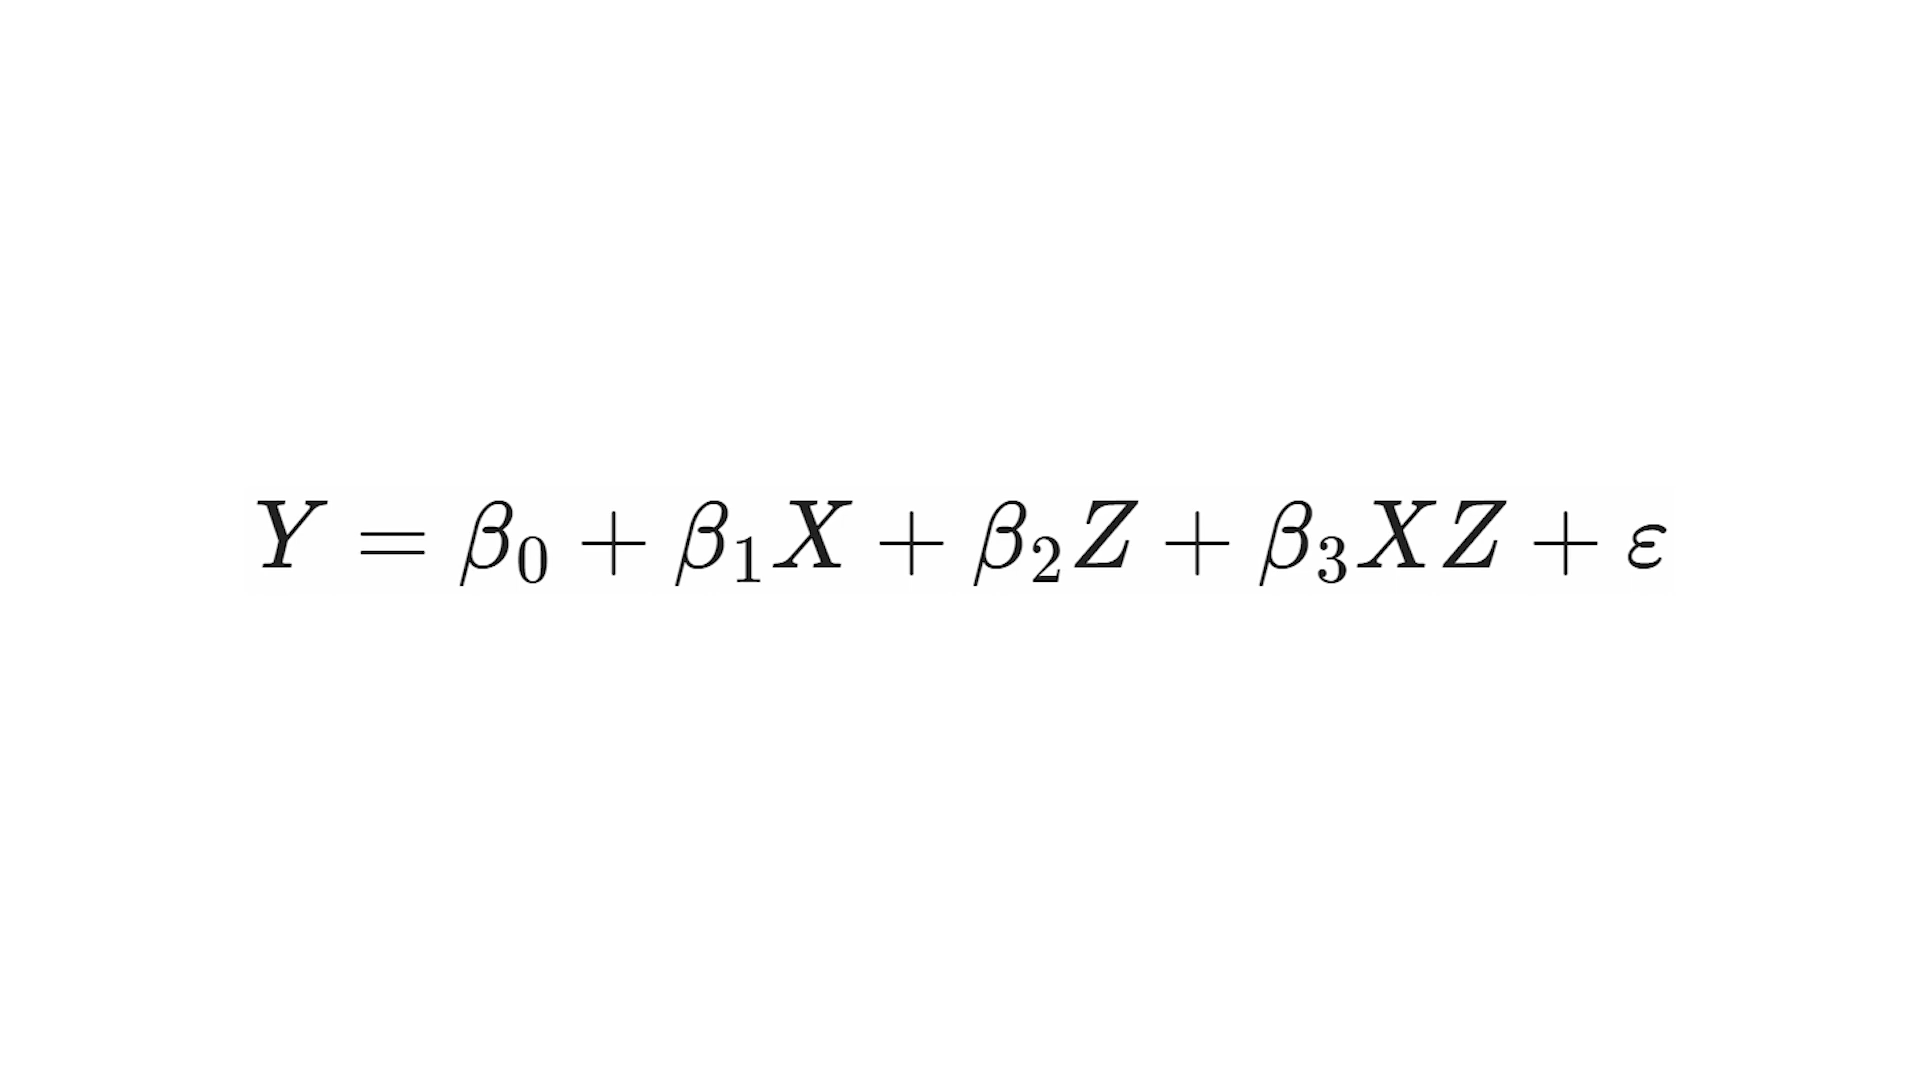 Y = β₀ + β₁X + β₂Z + β₃XZ + ε